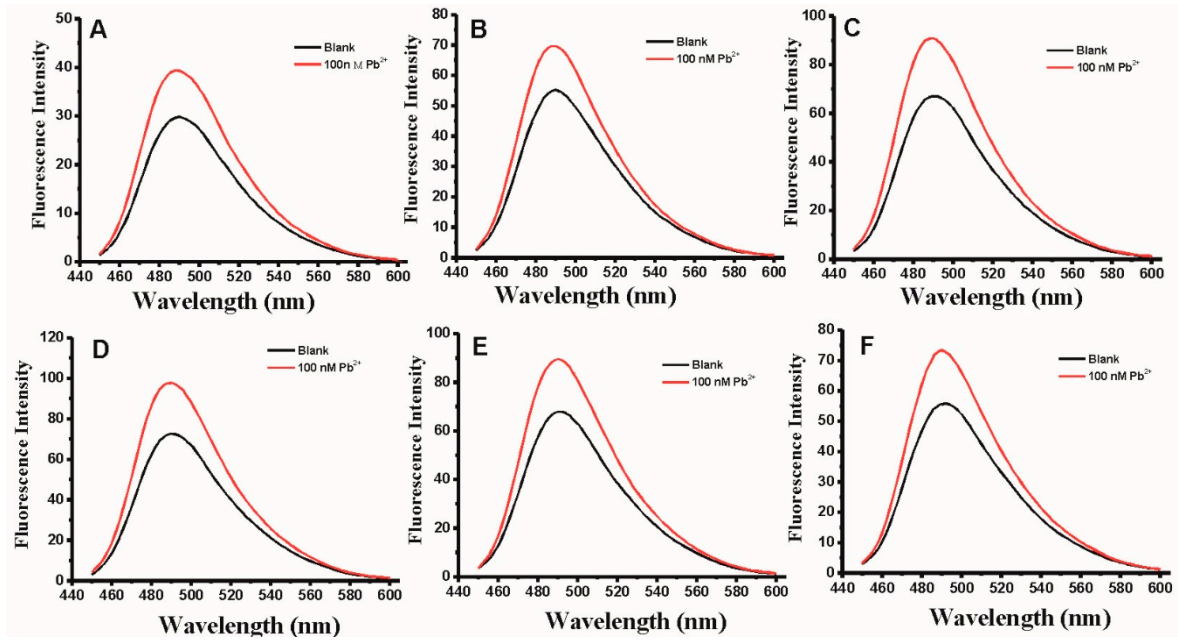 A
Blank
100n M Pb²⁺
Fluorescence Intensity
50
40
30
20
10
0
440 460 480 500 520 540 560 580 600
Wavelength (nm)
B
Blank
100 nM Pb²⁺
Fluorescence Intensity
80
70
60
50
40
30
20
10
0
440 460 480 500 520 540 560 580 600
Wavelength (nm)
C
Blank
100 nM Pb²⁺
Fluorescence Intensity
100
80
60
40
20
0
440 460 480 500 520 540 560 580 600
Wavelength (nm)
D
Blank
100 nM Pb²⁺
Fluorescence Intensity
120
100
80
60
40
20
0
440 460 480 500 520 540 560 580 600
Wavelength (nm)
E
Blank
100 nM Pb²⁺
Fluorescence Intensity
100
80
60
40
20
0
440 460 480 500 520 540 560 580 600
Wavelength (nm)
F
Blank
100 nM Pb²⁺
Fluorescence Intensity
80
70
60
50
40
30
20
10
0
440 460 480 500 520 540 560 580 600
Wavelength (nm)